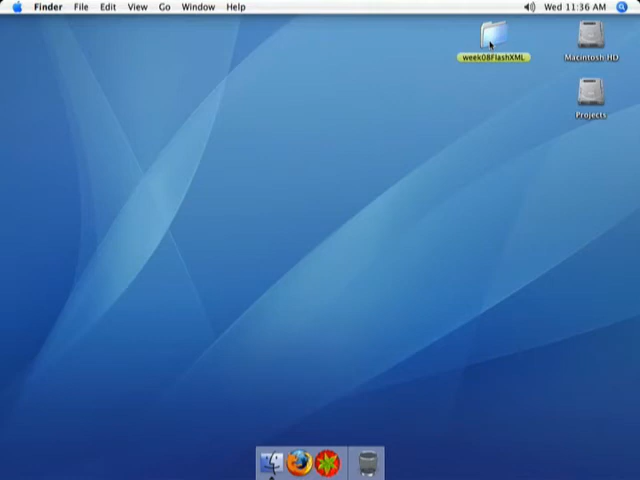 Finder File Edit View Go Window Help Wed 11:36 AM
week08FlashXML
Macintosh HD
Projects